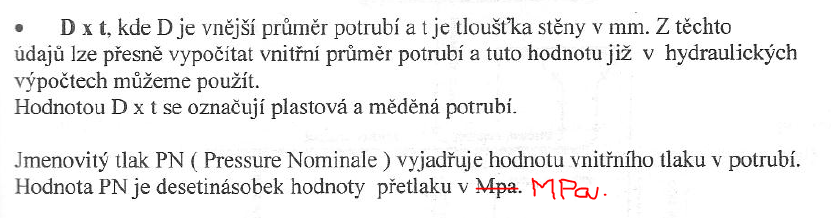 • D x t, kde D je vnější průměr potrubí a t je tloušťka stěny v mm. Z těchto
údajů lze přesně vypočítat vnitřní průměr potrubí a tuto hodnotu již v hydraulických
výpočtech můžeme použít.
Hodnotou D x t se označují plastová a měděná potrubí.
Jmenovitý tlak PN ( Pressure Nominale ) vyjadřuje hodnotu vnitřního tlaku v potrubí.
Hodnota PN je desetinásobek hodnoty přetlaku v Mpa. MPa.